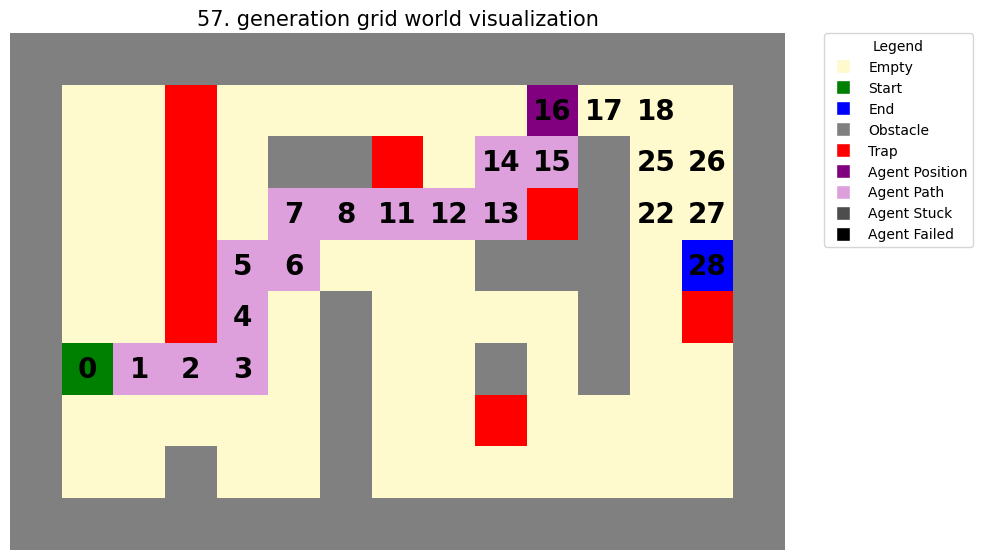 57. generation grid world visualization
16 17 18
14 15 25 26
7 8 11 12 13 22 27
5 6 28
4
0 1 2 3
Legend
Empty
Start
End
Obstacle
Trap
Agent Position
Agent Path
Agent Stuck
Agent Failed